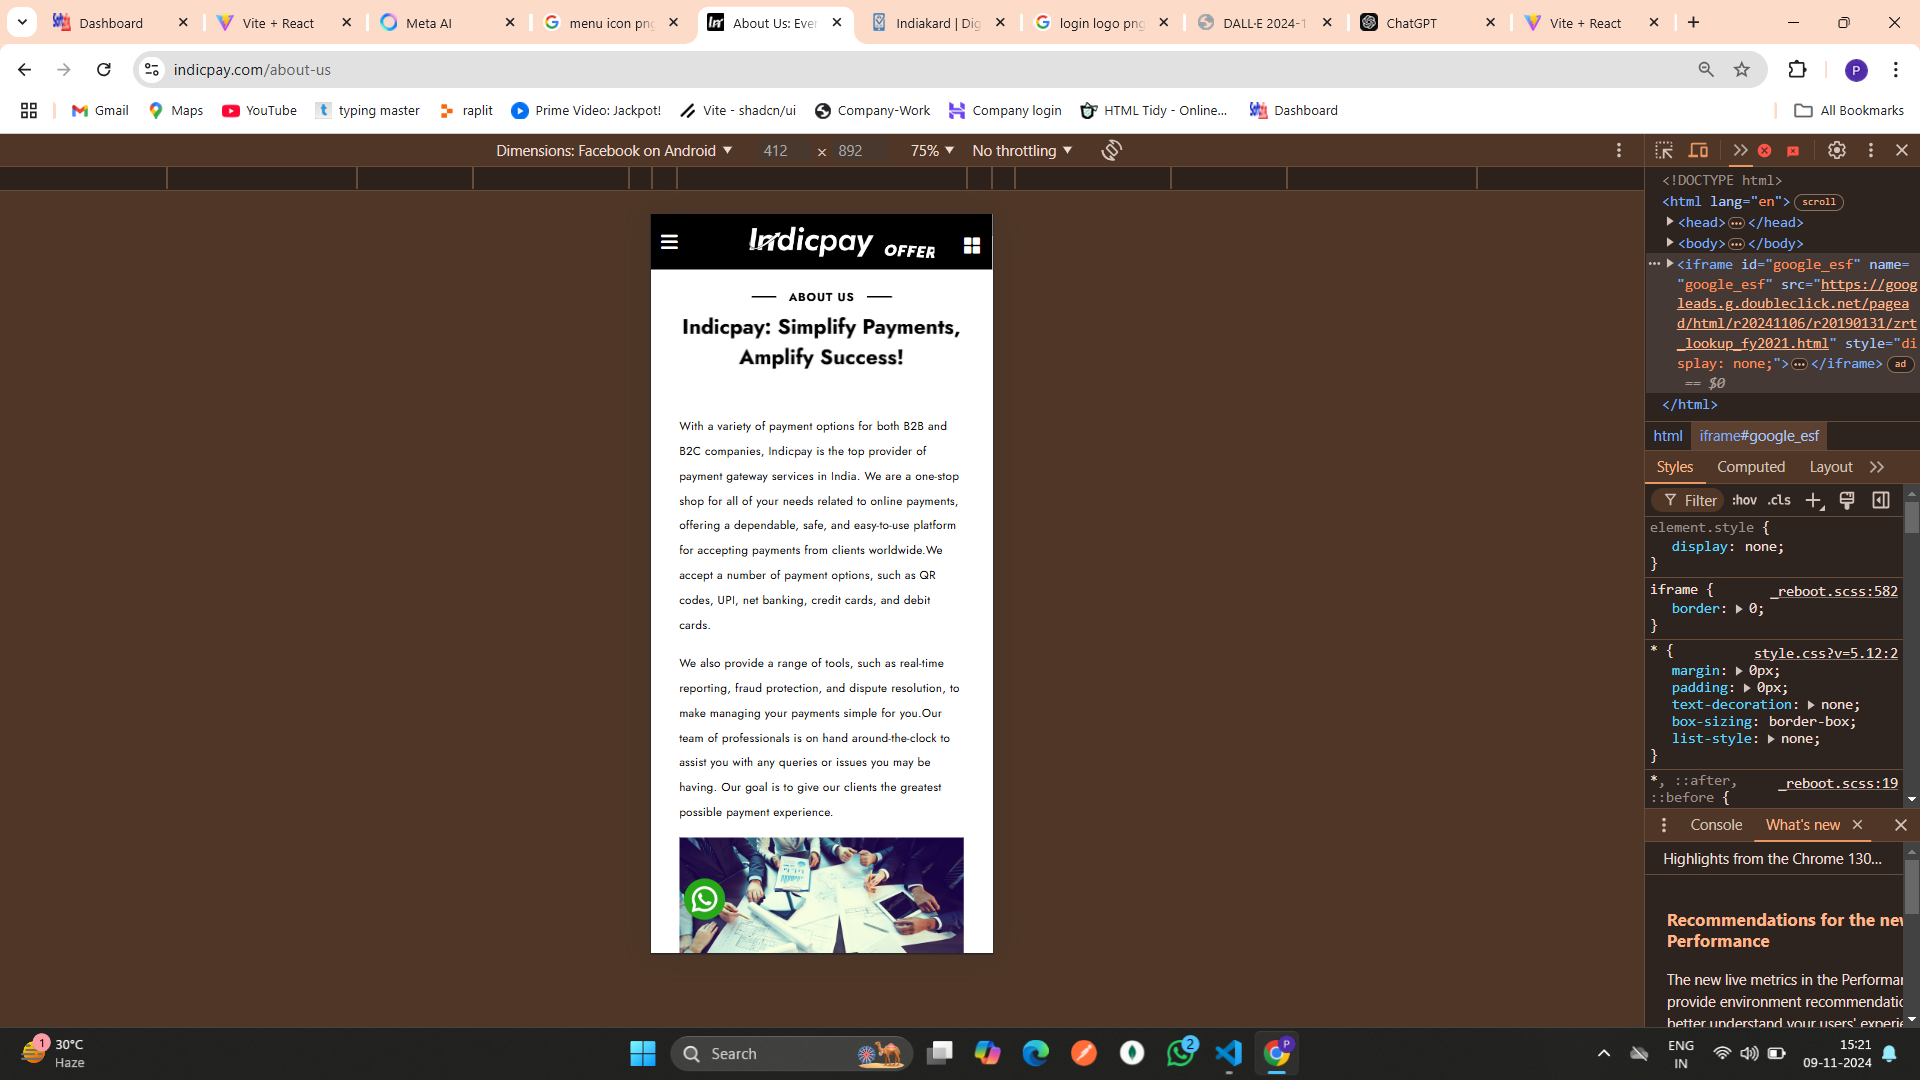 Dashboard
Vite + React
Meta AI
menu icon png
About Us: Ever
Indiakard | Dig
login logo png
DALL·E 2024-1
ChatGPT
Vite + React
indicpay.com/about-us
P
Gmail
Maps
YouTube
typing master
raplit
Prime Video: Jackpot!
Vite - shadcn/ui
Company-Work
Company login
HTML Tidy - Online...
Dashboard
All Bookmarks
Dimensions: Facebook on Android
412 × 892
75%
No throttling
Indicpay
OFFER
ABOUT US
Indicpay: Simplify Payments,
Amplify Success!
With a variety of payment options for both B2B and
B2C companies, Indicpay is the top provider of
payment gateway services in India. We are a one-stop
shop for all of your needs related to online payments,
offering a dependable, safe, and easy-to-use platform
for accepting payments from clients worldwide.We
accept a number of payment options, such as QR
codes, UPI, net banking, credit cards, and debit
cards.
We also provide a range of tools, such as real-time
reporting, fraud protection, and dispute resolution, to
make managing your payments simple for you.Our
team of professionals is on hand around-the-clock to
assist you with any queries or issues you may be
having. Our goal is to give our clients the greatest
possible payment experience.
<!DOCTYPE html>
<html lang="en"> scroll
<head> ··· </head>
<body> ··· </body>
··· <iframe id="google_esf" name=
"google_esf" src="https://goog
leads.g.doubleclick.net/pagea
d/html/r20241106/r20190131/zrt
_lookup_fy2021.html" style="di
splay: none;"> ··· </iframe> ad
== $0
</html>
html
iframe#google_esf
Styles
Computed
Layout
Filter
:hov
.cls
element.style {
display: none;
}
iframe {
_reboot.scss:582
border: 0;
}
* {
style.css?v=5.12:2
margin: 0px;
padding: 0px;
text-decoration: none;
box-sizing: border-box;
list-style: none;
}
*, ::after,
_reboot.scss:19
::before {
Console
What's new
Highlights from the Chrome 130...
Recommendations for the new
Performance
The new live metrics in the Performan
provide environment recommendatio
better understand your users' experie
1
30°C
Haze
Search
2
P
ENG
IN
15:21
09-11-2024